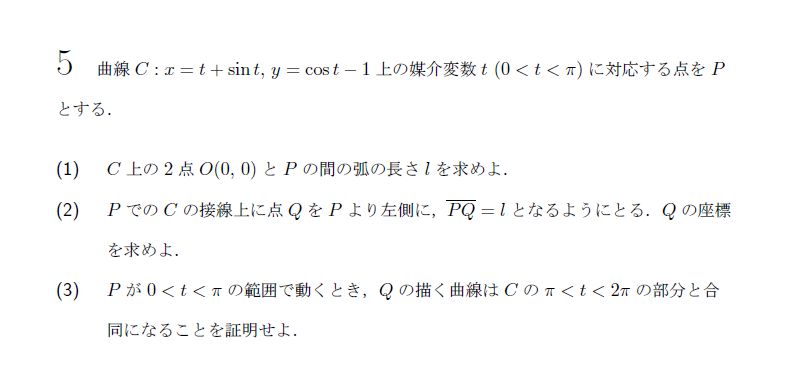 5 曲線 C : x = t + sin t, y = cos t − 1 上の媒介変数 t (0 < t < π) に対応する点を P
とする.
(1) C 上の 2 点 O(0, 0) と P の間の弧の長さ l を求めよ.
(2) P での C の接線上に点 Q を P より左側に, \overline{PQ} = l となるようにとる. Q の座標
を求めよ.
(3) P が 0 < t < π の範囲で動くとき, Q の描く曲線は C の π < t < 2π の部分と合
同になることを証明せよ.